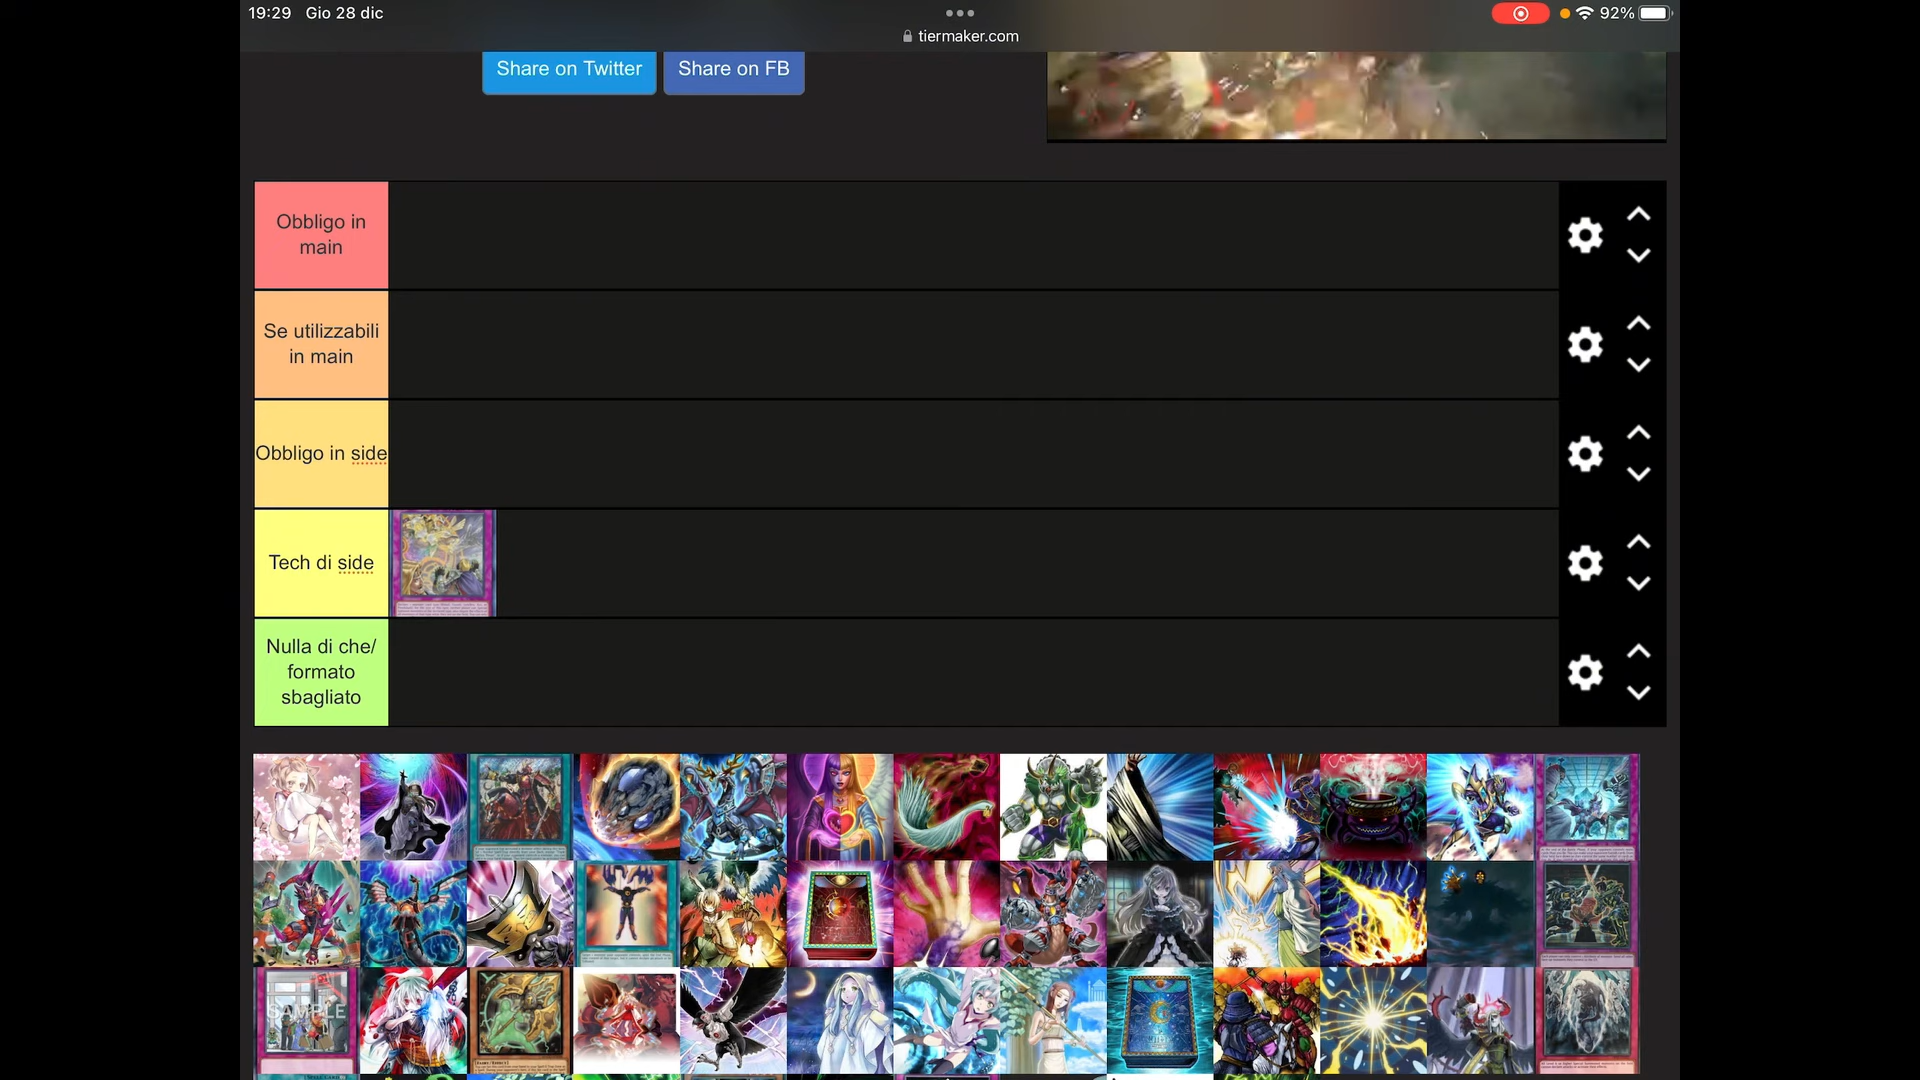 19:29 Gio 28 dic
92%
tiermaker.com
Share on Twitter
Share on FB
Obbligo in
main
Se utilizzabili
in main
Obbligo in side
Tech di side
Nulla di che/
formato
sbagliato
SAMPLE